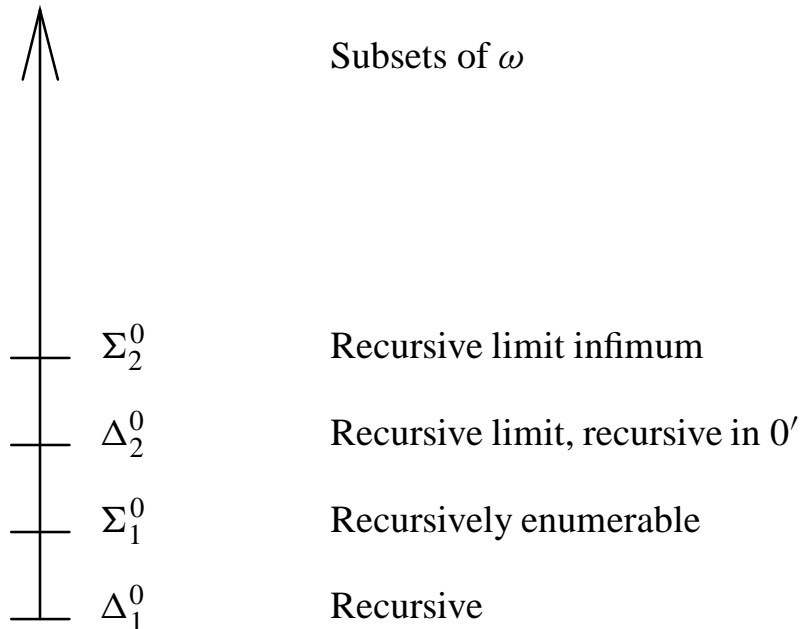 Subsets of ω
Σ⁰₂ Recursive limit infimum
Δ⁰₂ Recursive limit, recursive in 0′
Σ⁰₁ Recursively enumerable
Δ⁰₁ Recursive